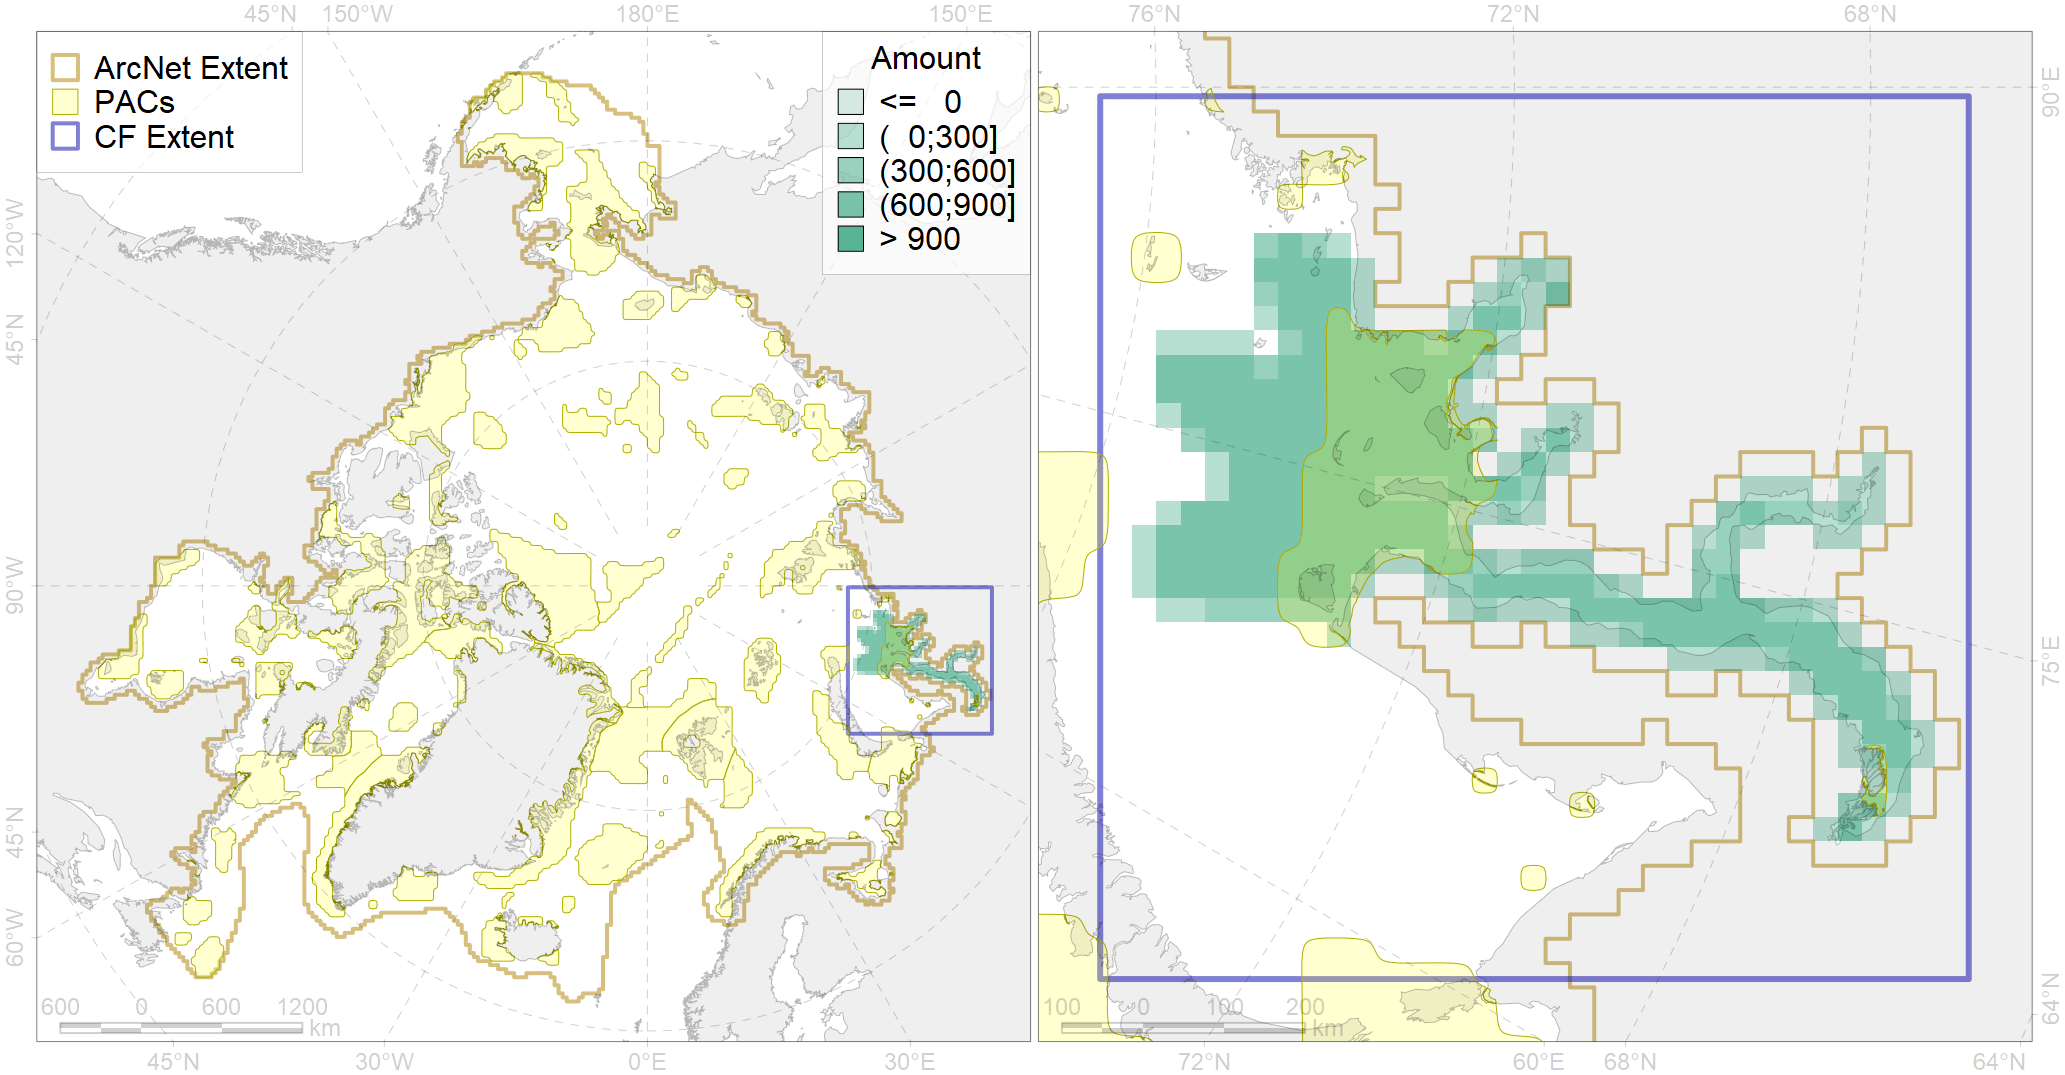 45°N 150°W 180°E 150°E 76°N 72°N 68°N
ArcNet Extent
PACs
CF Extent
Amount
<= 0
( 0;300]
(300;600]
(600;900]
> 900
90°E
120°W
45°N
90°W
75°E
45°N
60°W
64°N
600 0 600 1200
km
100 0 100 200
km
45°N 30°W 0°E 30°E 72°N 60°E 68°N 64°N